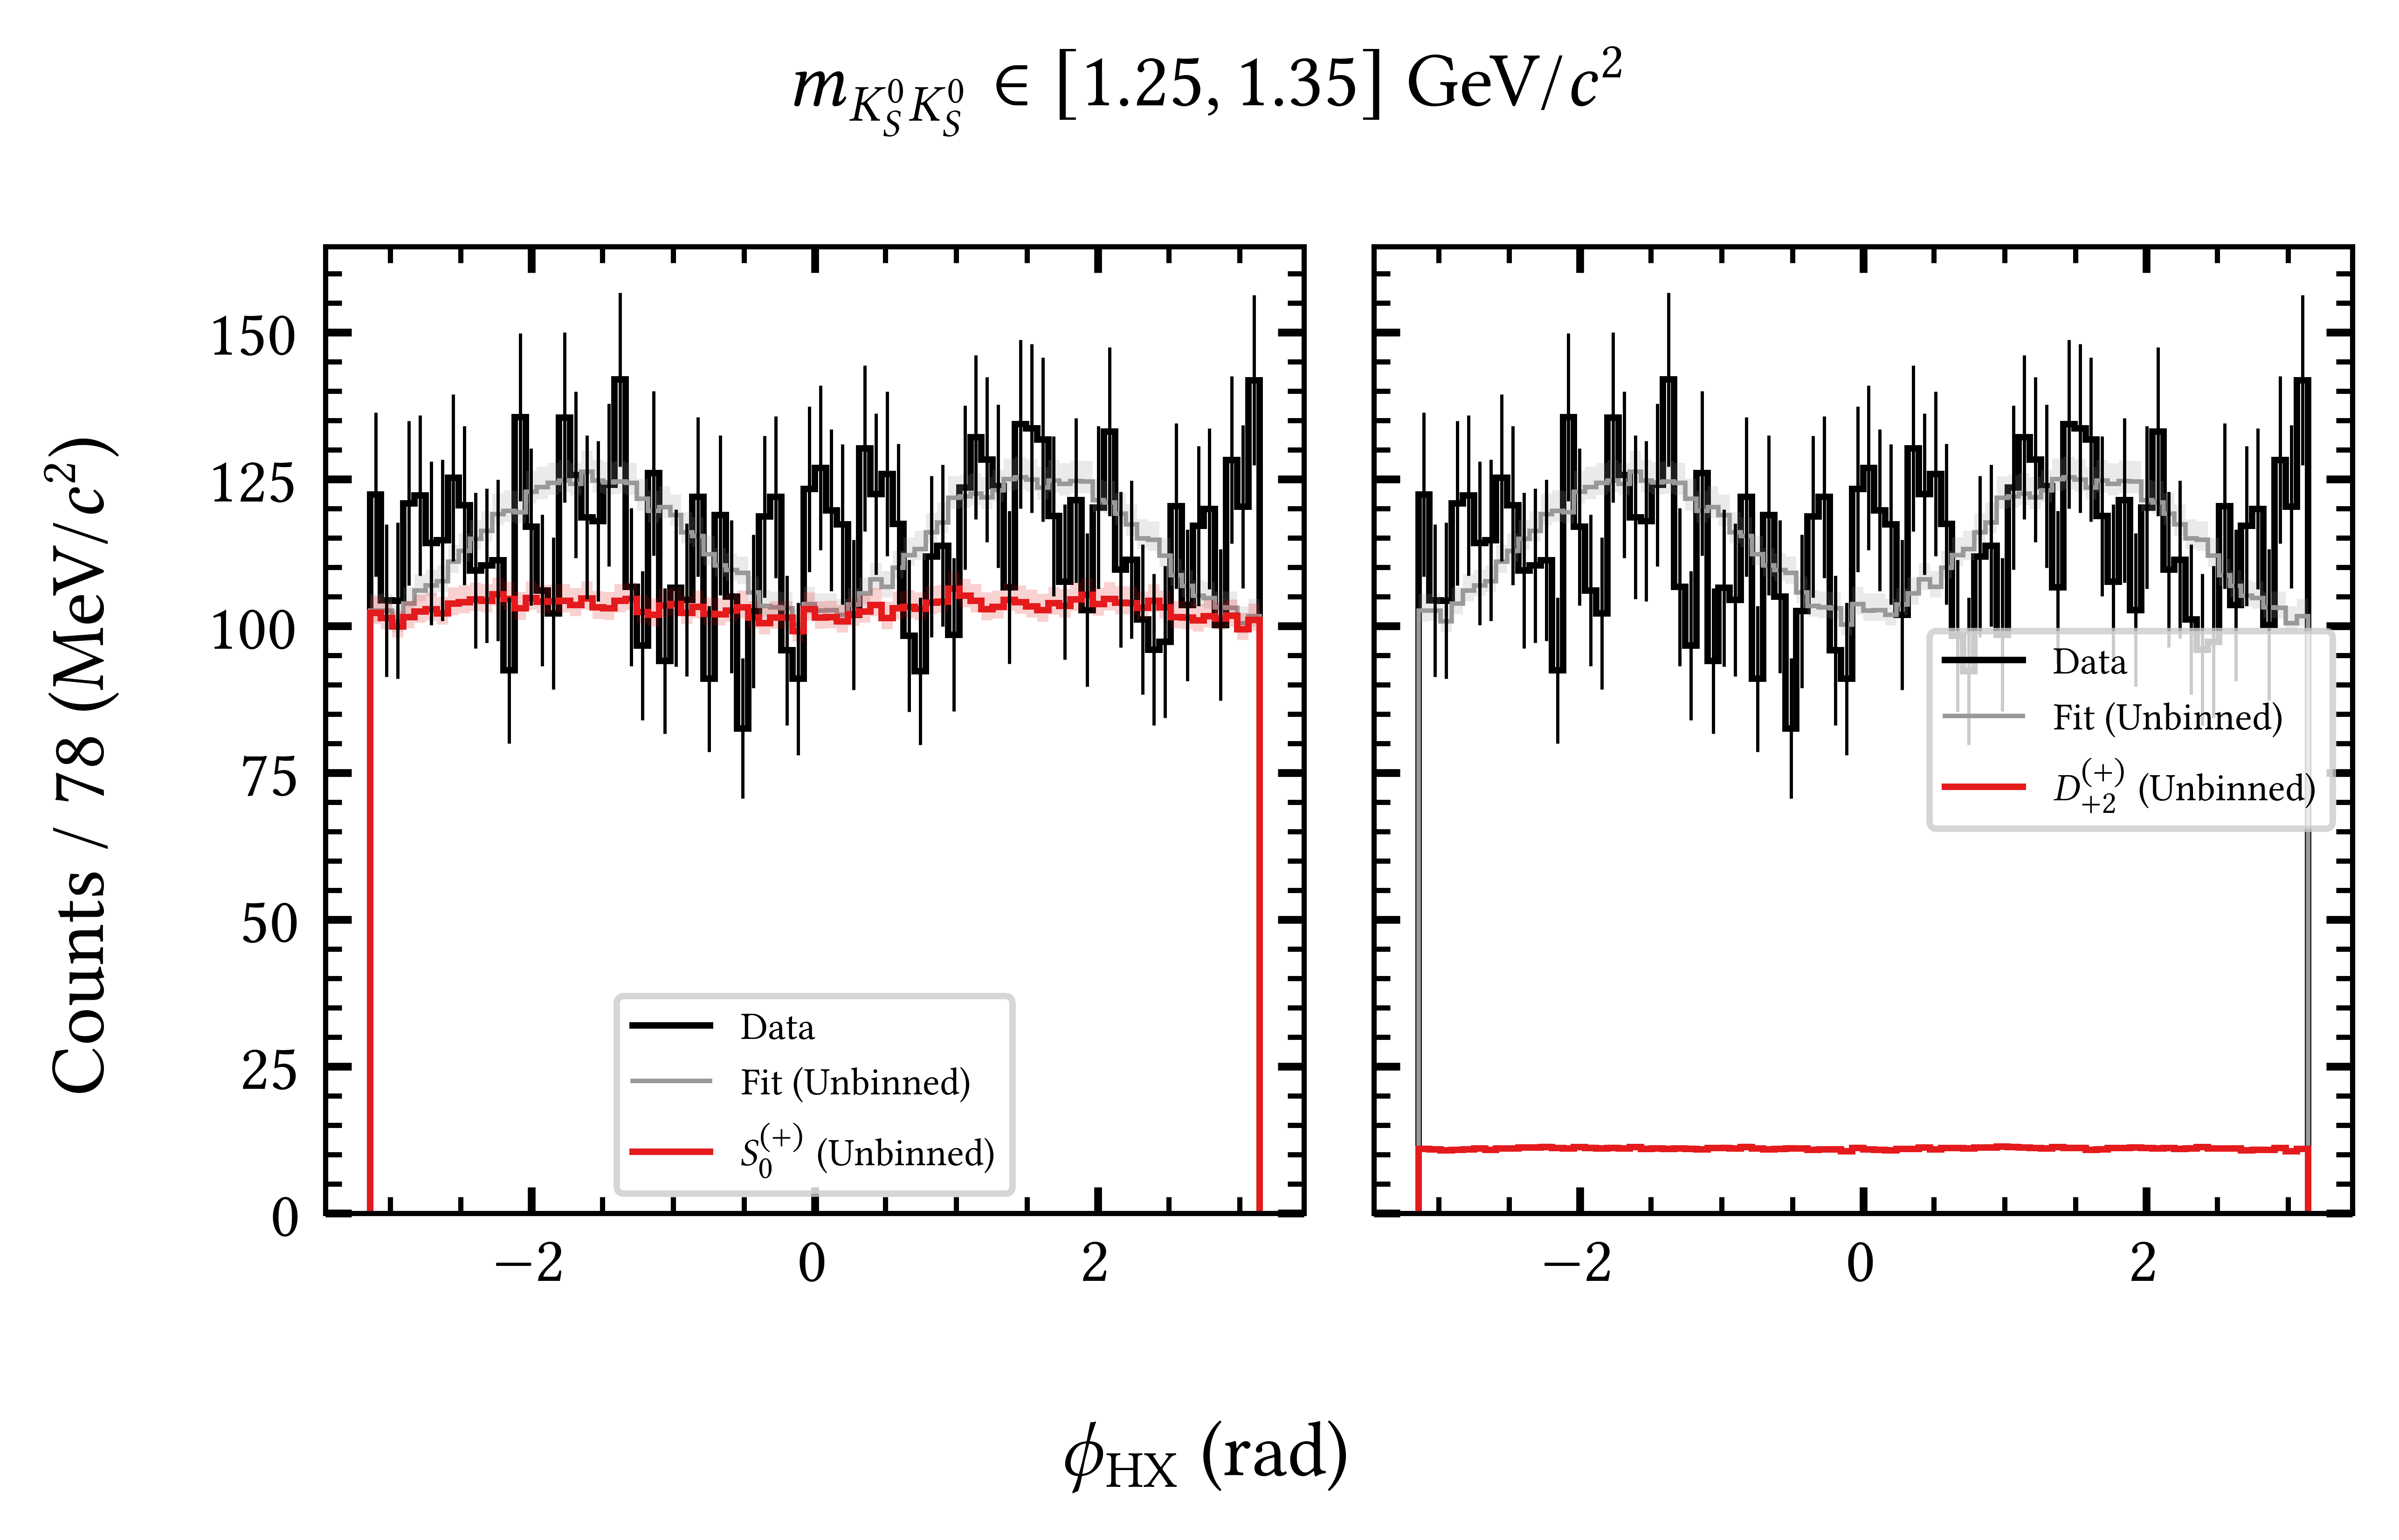 m_{K_S^0 K_S^0} ∈ [1.25, 1.35] GeV/c²
Counts / 78 (MeV/c²)
150
125
100
75
50
25
0
Data
Fit (Unbinned)
S_0^{(+)} (Unbinned)
−2 0 2
Data
Fit (Unbinned)
D_{+2}^{(+)} (Unbinned)
−2 0 2
ϕ_{HX} (rad)